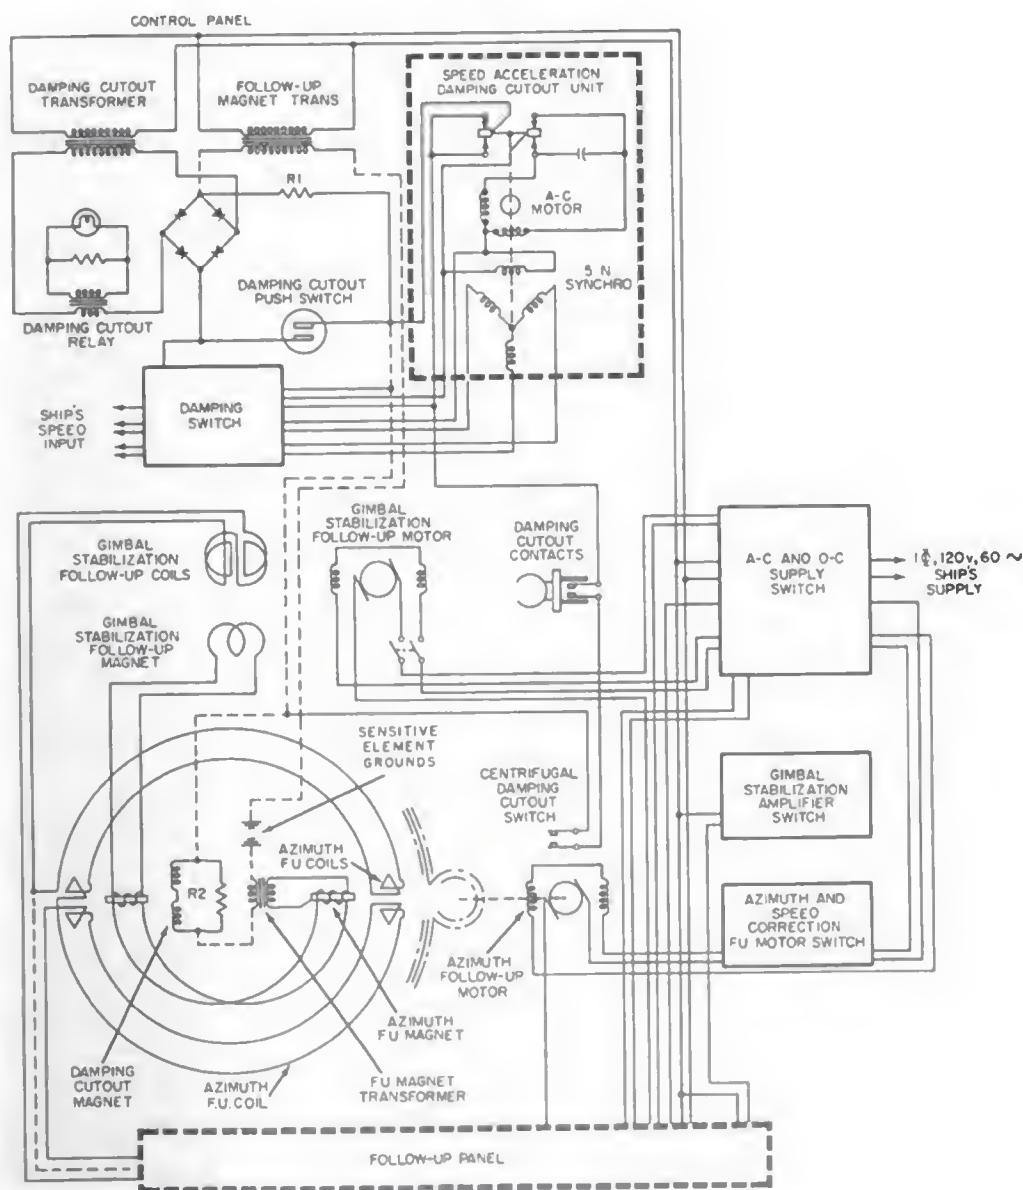 CONTROL PANEL
DAMPING CUTOUT
TRANSFORMER
FOLLOW-UP
MAGNET TRANS
SPEED ACCELERATION
DAMPING CUTOUT UNIT
R1
A-C
MOTOR
5 N
SYNCHRO
DAMPING CUTOUT
PUSH SWITCH
DAMPING CUTOUT
RELAY
SHIP'S
SPEED
INPUT
DAMPING
SWITCH
GIMBAL
STABILIZATION
FOLLOW-UP COILS
GIMBAL
STABILIZATION
FOLLOW-UP MOTOR
DAMPING
CUTOUT
CONTACTS
A-C AND D-C
SUPPLY
SWITCH
1Φ, 120v, 60 ~
SHIP'S
SUPPLY
GIMBAL
STABILIZATION
FOLLOW-UP
MAGNET
SENSITIVE
ELEMENT
GROUNDS
CENTRIFUGAL
DAMPING
CUTOUT
SWITCH
GIMBAL
STABILIZATION
AMPLIFIER
SWITCH
AZIMUTH
F.U COILS
R2
AZIMUTH AND
SPEED
CORRECTION
F.U MOTOR SWITCH
AZIMUTH
FOLLOW-UP
MOTOR
AZIMUTH
F.U MAGNET
DAMPING
CUTOUT
MAGNET
AZIMUTH
F.U. COIL
F.U MAGNET
TRANSFORMER
FOLLOW-UP PANEL